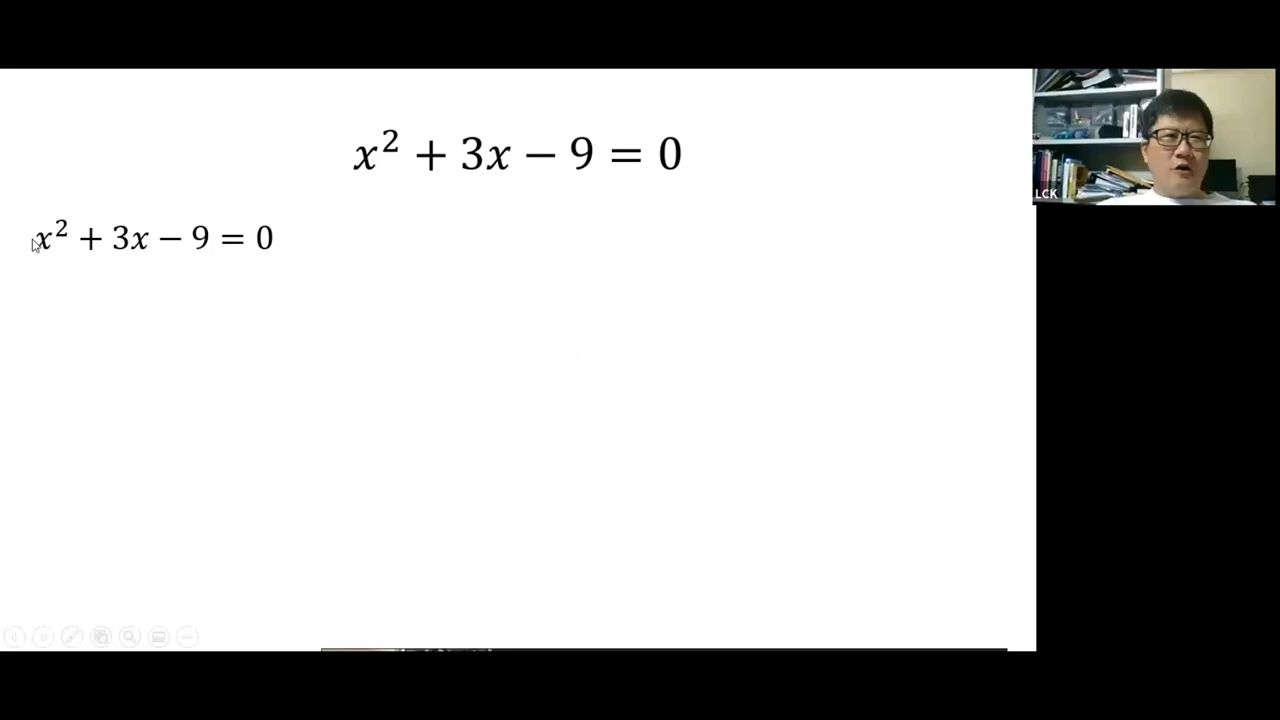 x² + 3x − 9 = 0
LCK
x² + 3x − 9 = 0